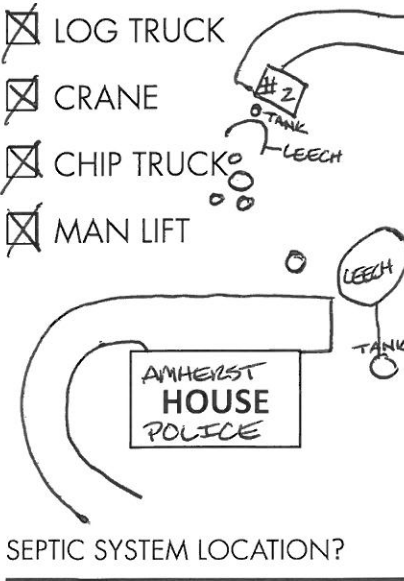 LOG TRUCK
CRANE
CHIP TRUCK
MAN LIFT
#2
TANK
LEECH
LEECH
TANK
AMHERST
HOUSE
POLICE
SEPTIC SYSTEM LOCATION?